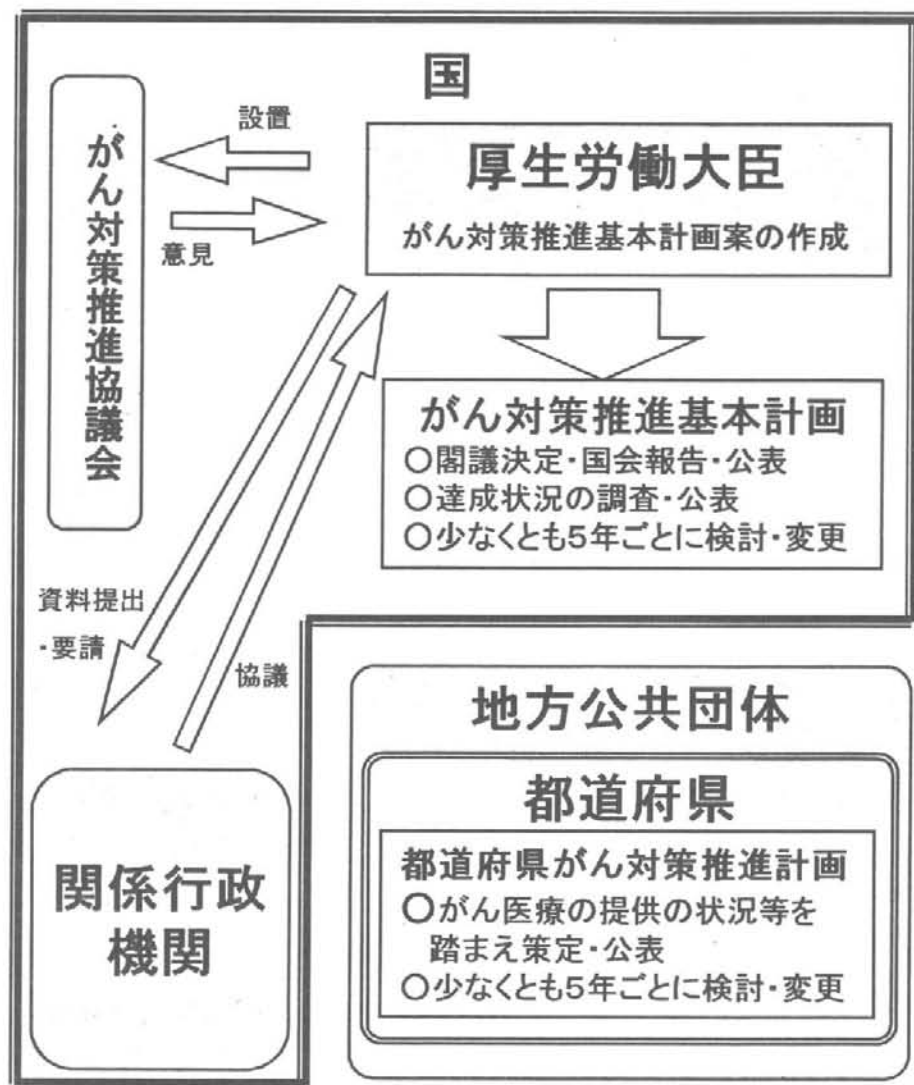 国
がん対策推進協議会
設置
意見
厚生労働大臣
がん対策推進基本計画案の作成
がん対策推進基本計画
○閣議決定・国会報告・公表
○達成状況の調査・公表
○少なくとも5年ごとに検討・変更
資料提出
・要請
協議
関係行政
機関
地方公共団体
都道府県
都道府県がん対策推進計画
○がん医療の提供の状況等を
踏まえ策定・公表
○少なくとも5年ごとに検討・変更